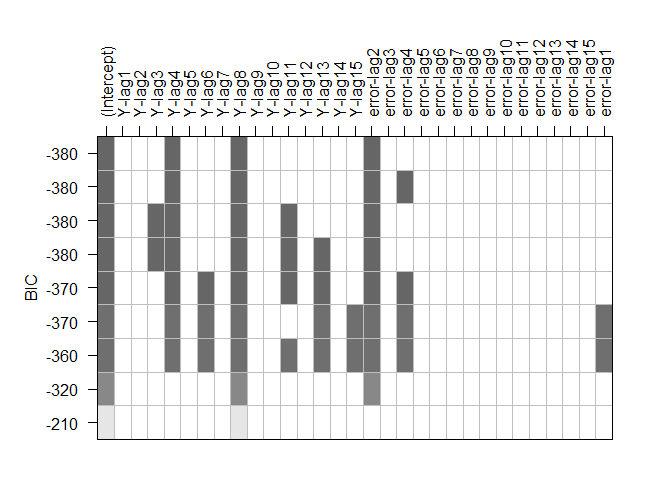 (Intercept)
Y-lag1
Y-lag2
Y-lag3
Y-lag4
Y-lag5
Y-lag6
Y-lag7
Y-lag8
Y-lag9
Y-lag10
Y-lag11
Y-lag12
Y-lag13
Y-lag14
Y-lag15
error-lag2
error-lag3
error-lag4
error-lag5
error-lag6
error-lag7
error-lag8
error-lag9
error-lag10
error-lag11
error-lag12
error-lag13
error-lag14
error-lag15
error-lag1
BIC
-380
-380
-380
-380
-370
-370
-360
-320
-210